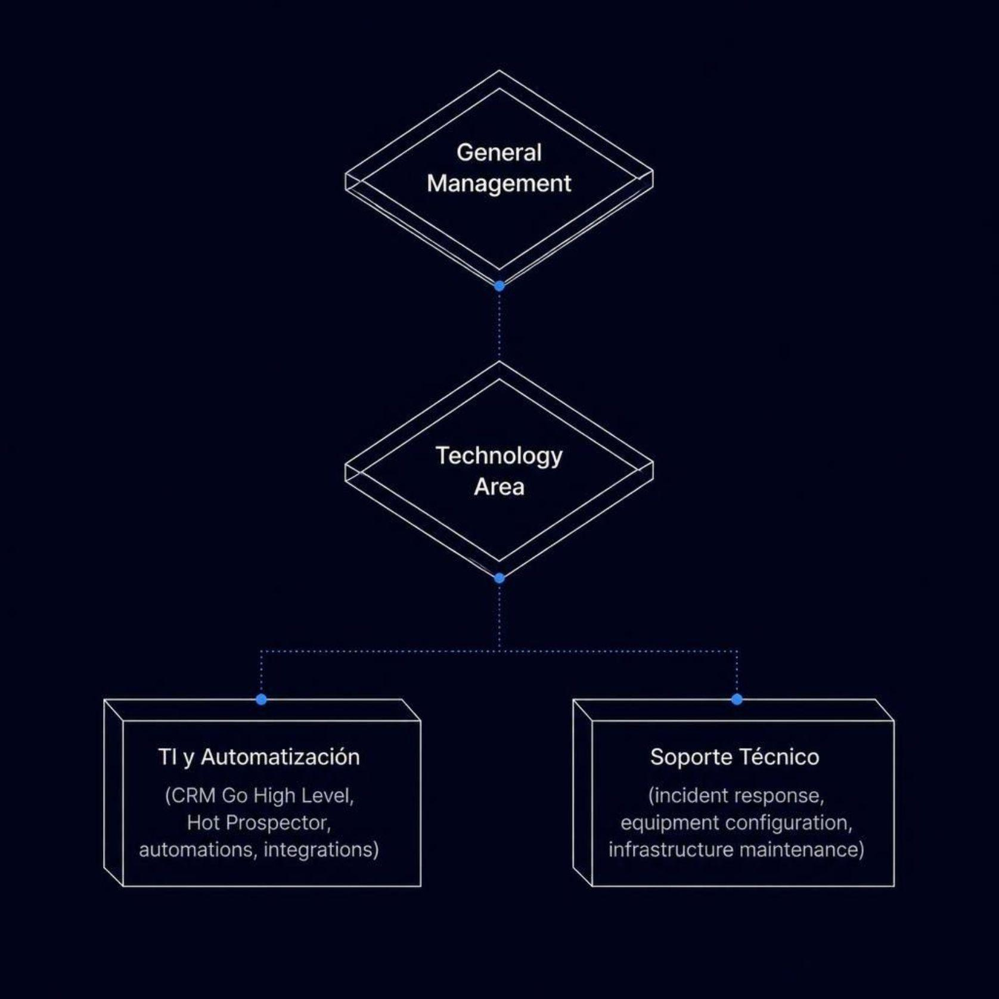 General
Management
Technology
Area
TI y Automatización
(CRM Go High Level,
Hot Prospector,
automations, integrations)
Soporte Técnico
(incident response,
equipment configuration,
infrastructure maintenance)